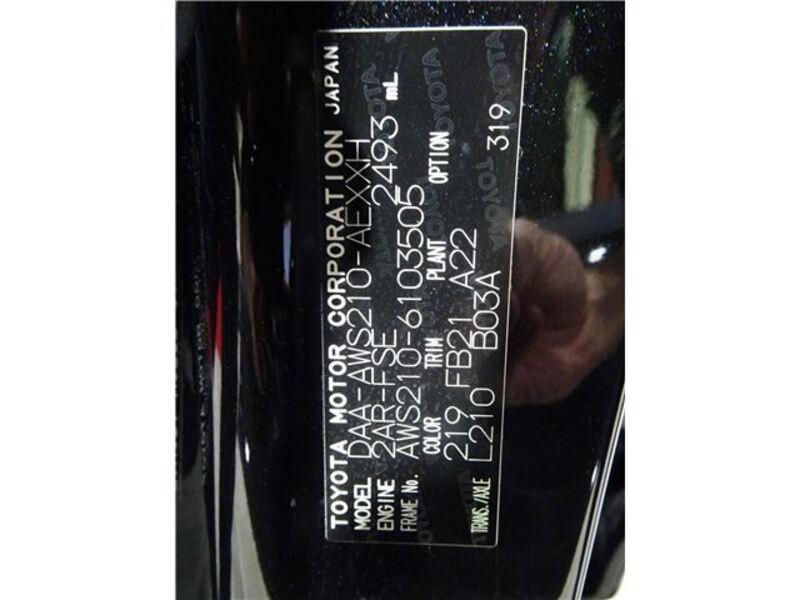 TOYOTA MOTOR CORPORATION JAPAN
MODEL DAA-AWS210-AEXXH
ENGINE 2AR-FSE 2493 mL
FRAME No. AWS210-6103505
COLOR TRIM PLANT OPTION
219 FB21 A22
TRANS./AXLE L210 B03A 319